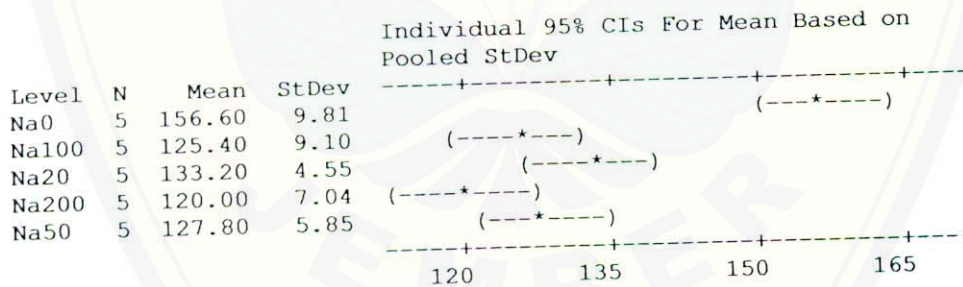 Individual 95% CIs For Mean Based on
Pooled StDev
Level N Mean StDev -----+---------+---------+---------+----
Na0 5 156.60 9.81 (---*----)
Na100 5 125.40 9.10 (----*---)
Na20 5 133.20 4.55 (----*---)
Na200 5 120.00 7.04 (----*----)
Na50 5 127.80 5.85 (---*----)
-----+---------+---------+---------+----
120 135 150 165